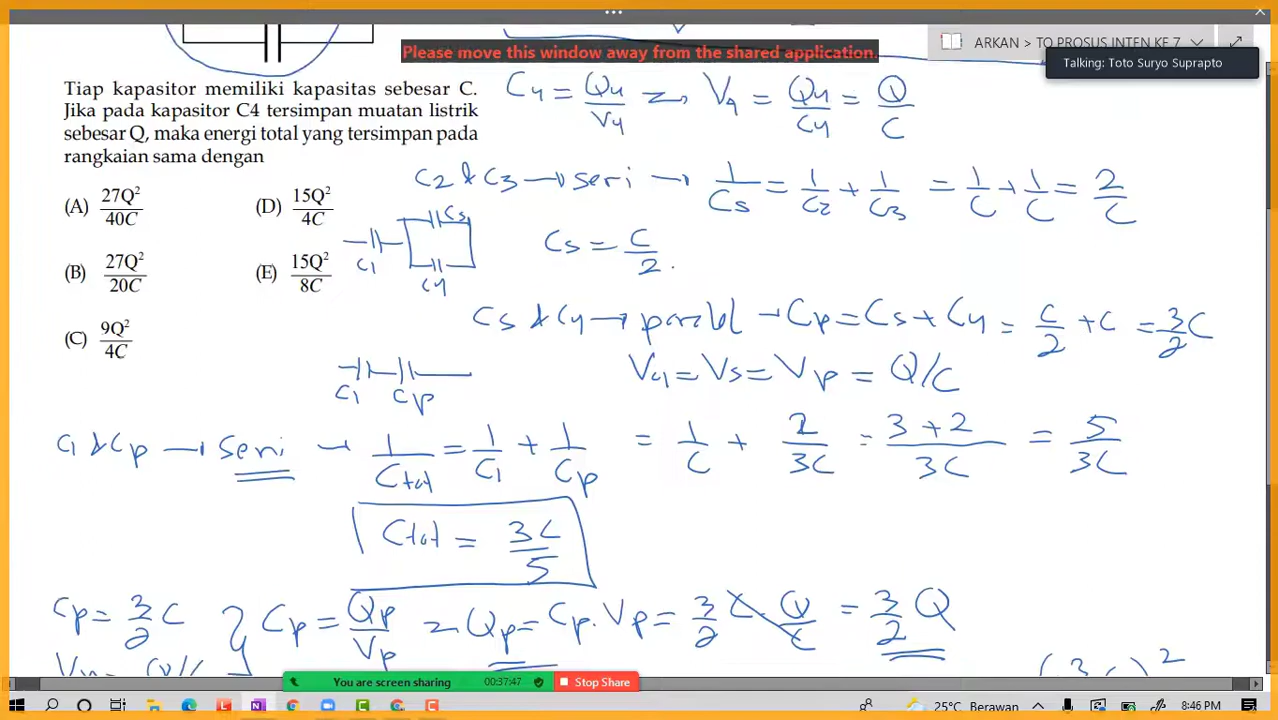 Please move this window away from the shared application.
ARKAN > TO PROSUS INTEN KE 7
Talking: Toto Suryo Suprapto
Tiap kapasitor memiliki kapasitas sebesar C.
Jika pada kapasitor C4 tersimpan muatan listrik
sebesar Q, maka energi total yang tersimpan pada
rangkaian sama dengan
(A) 27Q²/40C
(D) 15Q²/4C
(B) 27Q²/20C
(E) 15Q²/8C
(C) 9Q²/4C
C4 = Q4/V4 → V4 = Q4/C4 = Q/C
C2 & C3 → seri → 1/Cs = 1/C2 + 1/C3 = 1/C + 1/C = 2/C
Cs
C1
C4
Cs = C/2
Cs & C4 → paralel → Cp = Cs + C4 = C/2 + C = 3/2 C
V4 = Vs = Vp = Q/C
C1 Cp
C1 & Cp → seri → 1/Ctot = 1/C1 + 1/Cp = 1/C + 2/3C = 3+2/3C = 5/3C
Ctot = 3C/5
Cp = 3/2 C } Cp = Qp/Vp → Qp = Cp . Vp = 3/2 C Q/C = 3/2 Q
You are screen sharing
00:37:47
Stop Share
25°C Berawan
8:46 PM